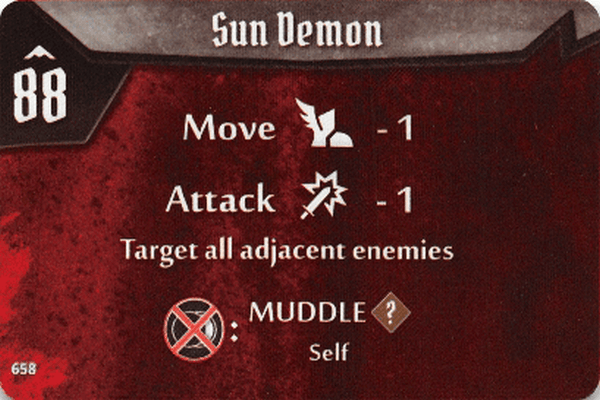 Sun Demon
88
Move - 1
Attack - 1
Target all adjacent enemies
: MUDDLE ?
Self
658